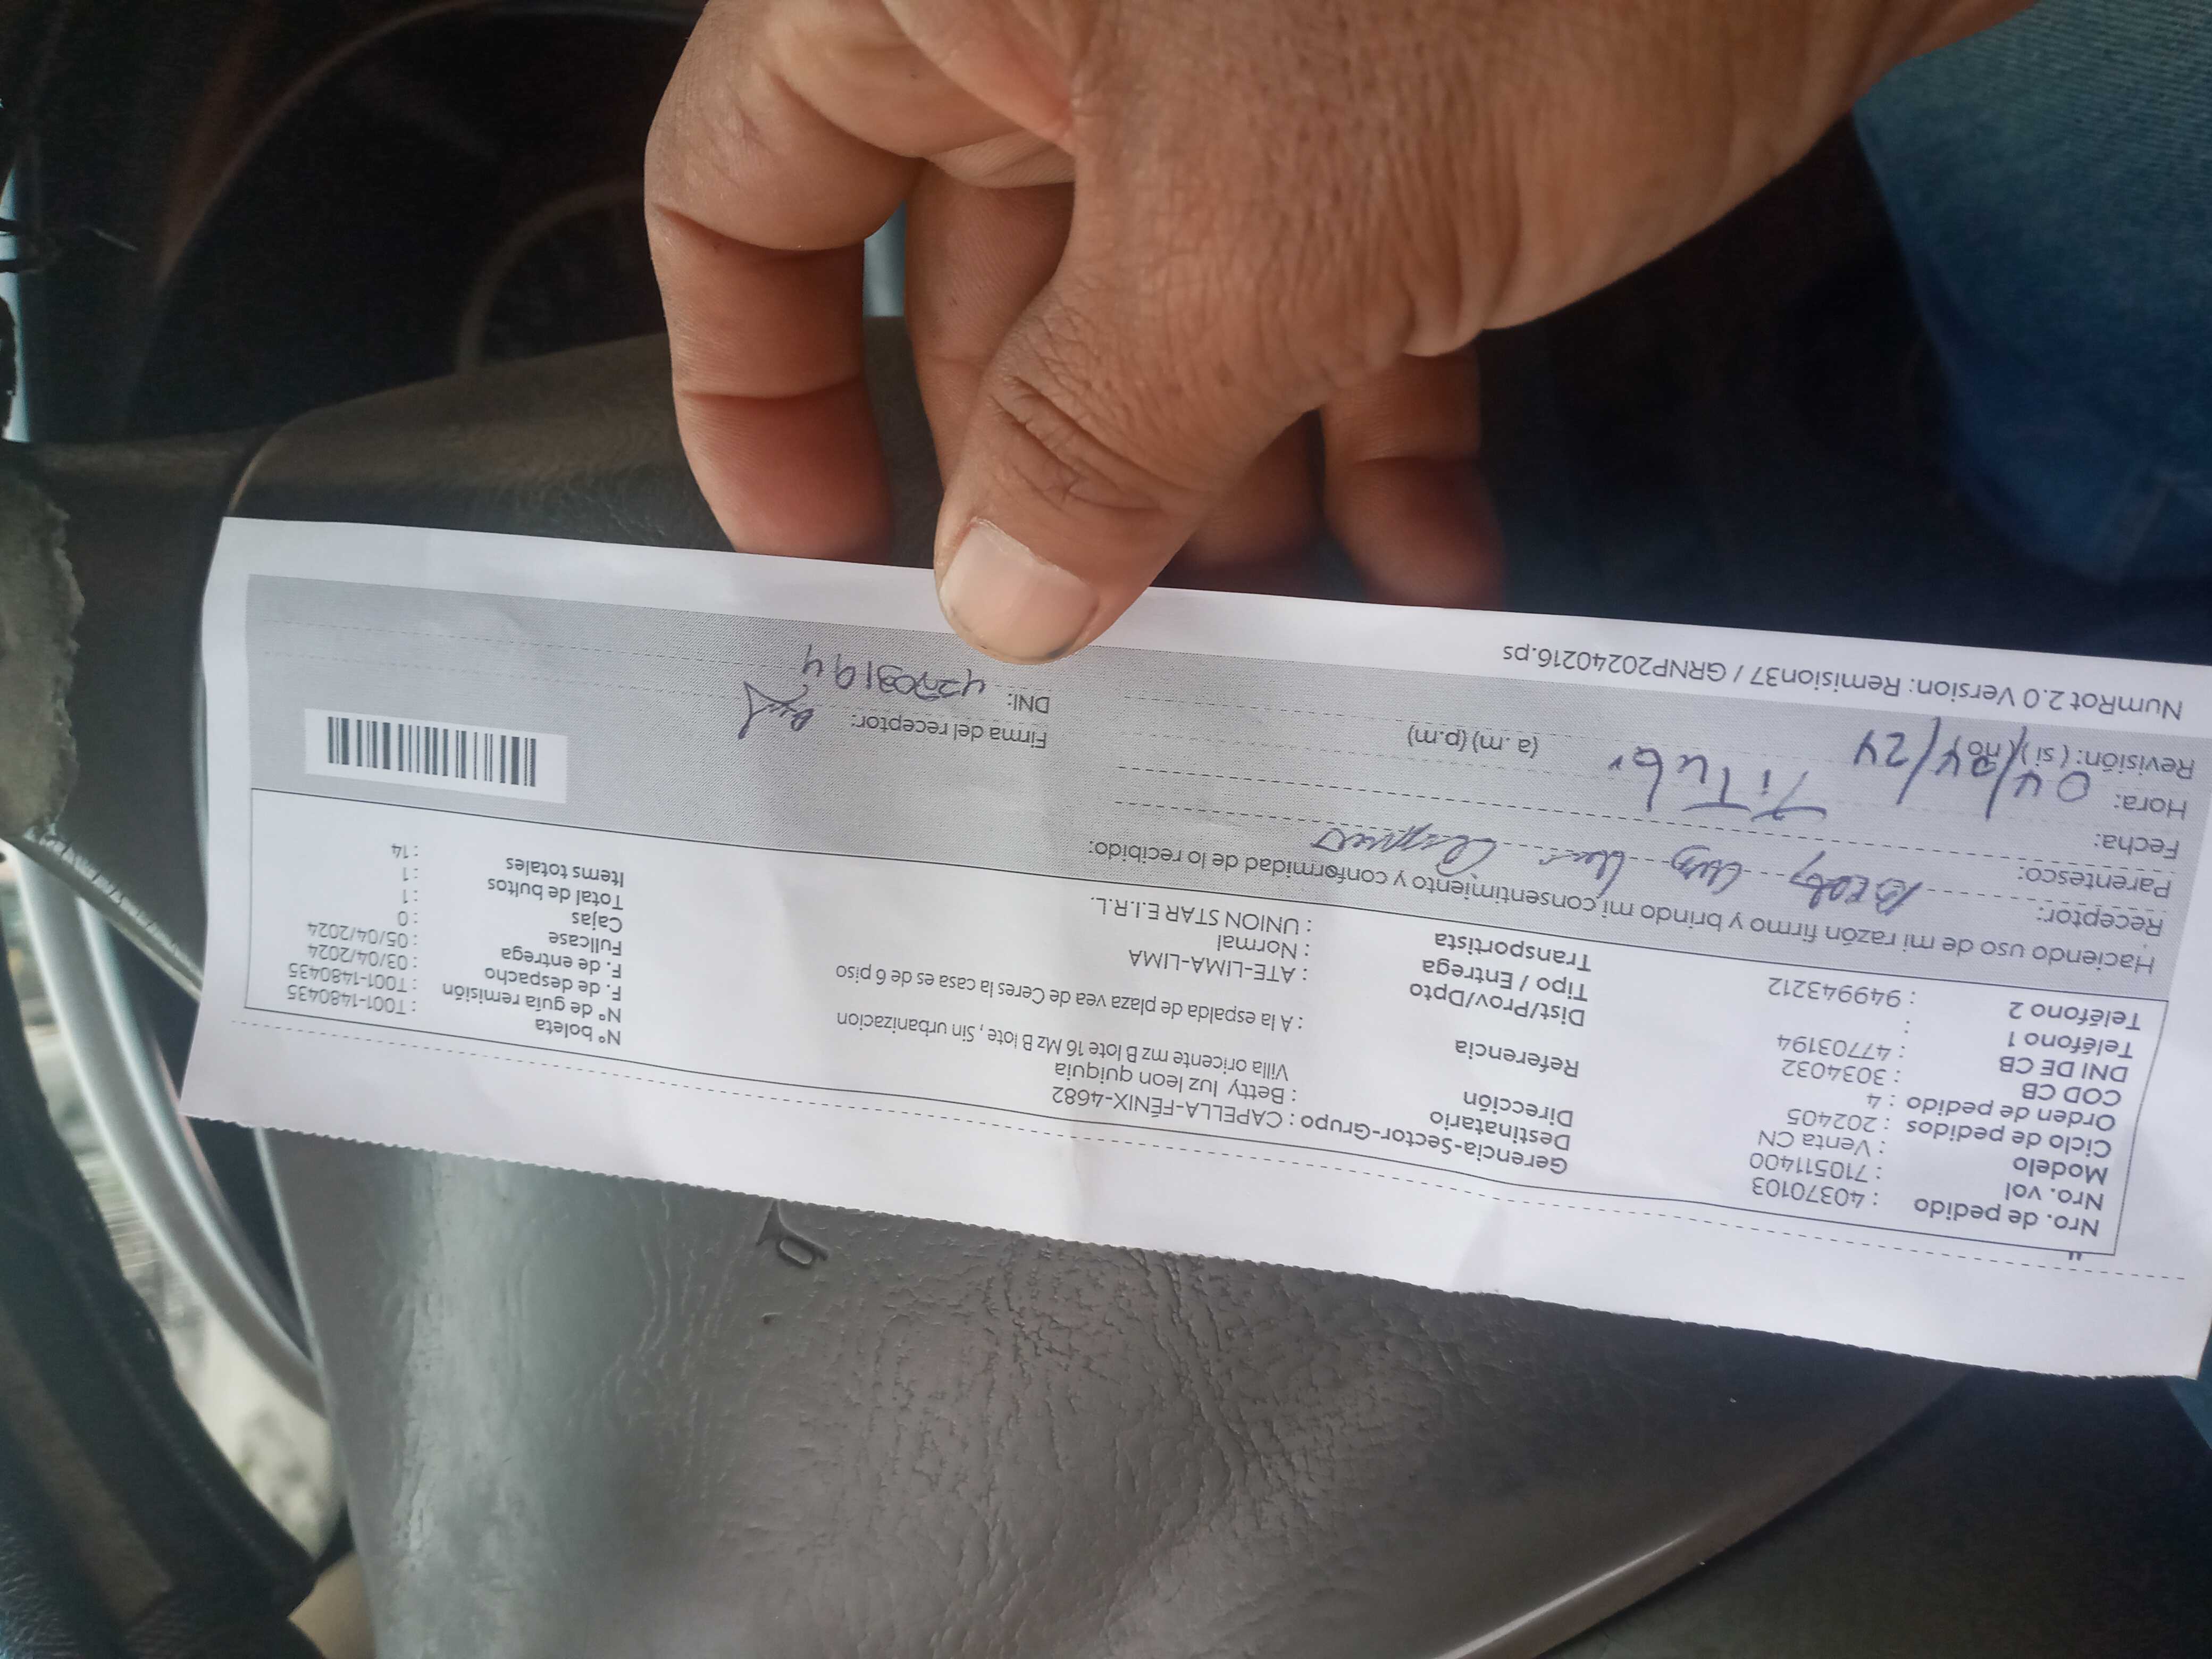 Nro. de pedido : 40370103
Nro. vol : 710511400
Modelo : Venta CN
Ciclo de pedidos : 202405
Orden de pedido : 4
COD CB : 3034032
DNI DE CB : 47703194
Teléfono 1 :
Teléfono 2 : 949943212
Gerencia-Sector-Grupo : CAPELLA-FÉNIX-4682
Destinatario : Betty luz leon quiquia
Dirección Villa oricente mz B lote 16 Mz B lote , Sin urbanizacion
Referencia : A la espalda de plaza vea de Ceres la casa es de 6 piso
Dist/Prov/Dpto : ATE-LIMA-LIMA
Tipo / Entrega : Normal
Transportista : UNION STAR E.I.R.L.
N° boleta : T001-1480435
N° de guía remisión : T001-1480435
F. de despacho : 03/04/2024
F. de entrega : 05/04/2024
Fullcase : 0
Cajas : 1
Total de bultos : 1
Items totales : 14
Haciendo uso de mi razón firmo y brindo mi consentimiento y conformidad de lo recibido:
Receptor: Betty Luz
Parentesco: Titular
Fecha: 04/04/24
Hora: (a. m) (p.m)
Revisión: ( si ) ( no )
Firma del receptor:
DNI: 47703194
NumRot 2.0 Version: Remision37 / GRNP20240216.ps